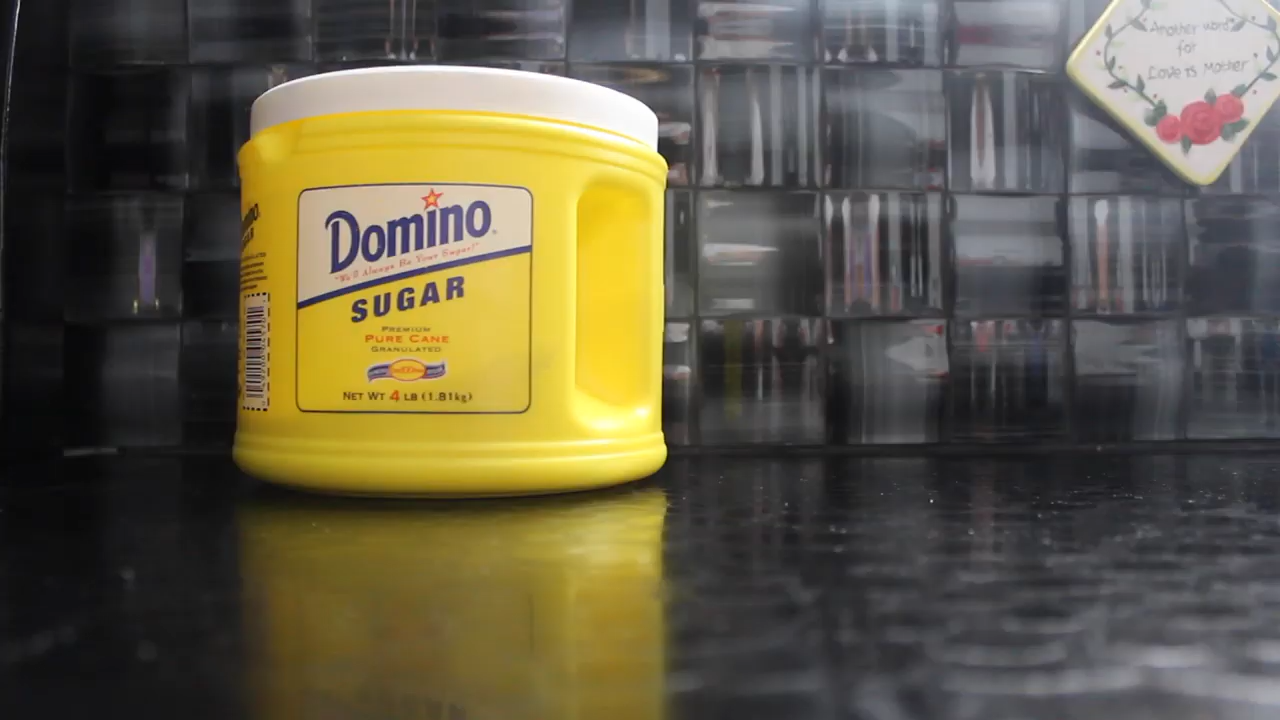 Another word
for
Love is Mother
Domino
"We'll Always Be Your Sugar!"
SUGAR
PREMIUM
PURE CANE
GRANULATED
NET WT 4 LB (1.81kg)